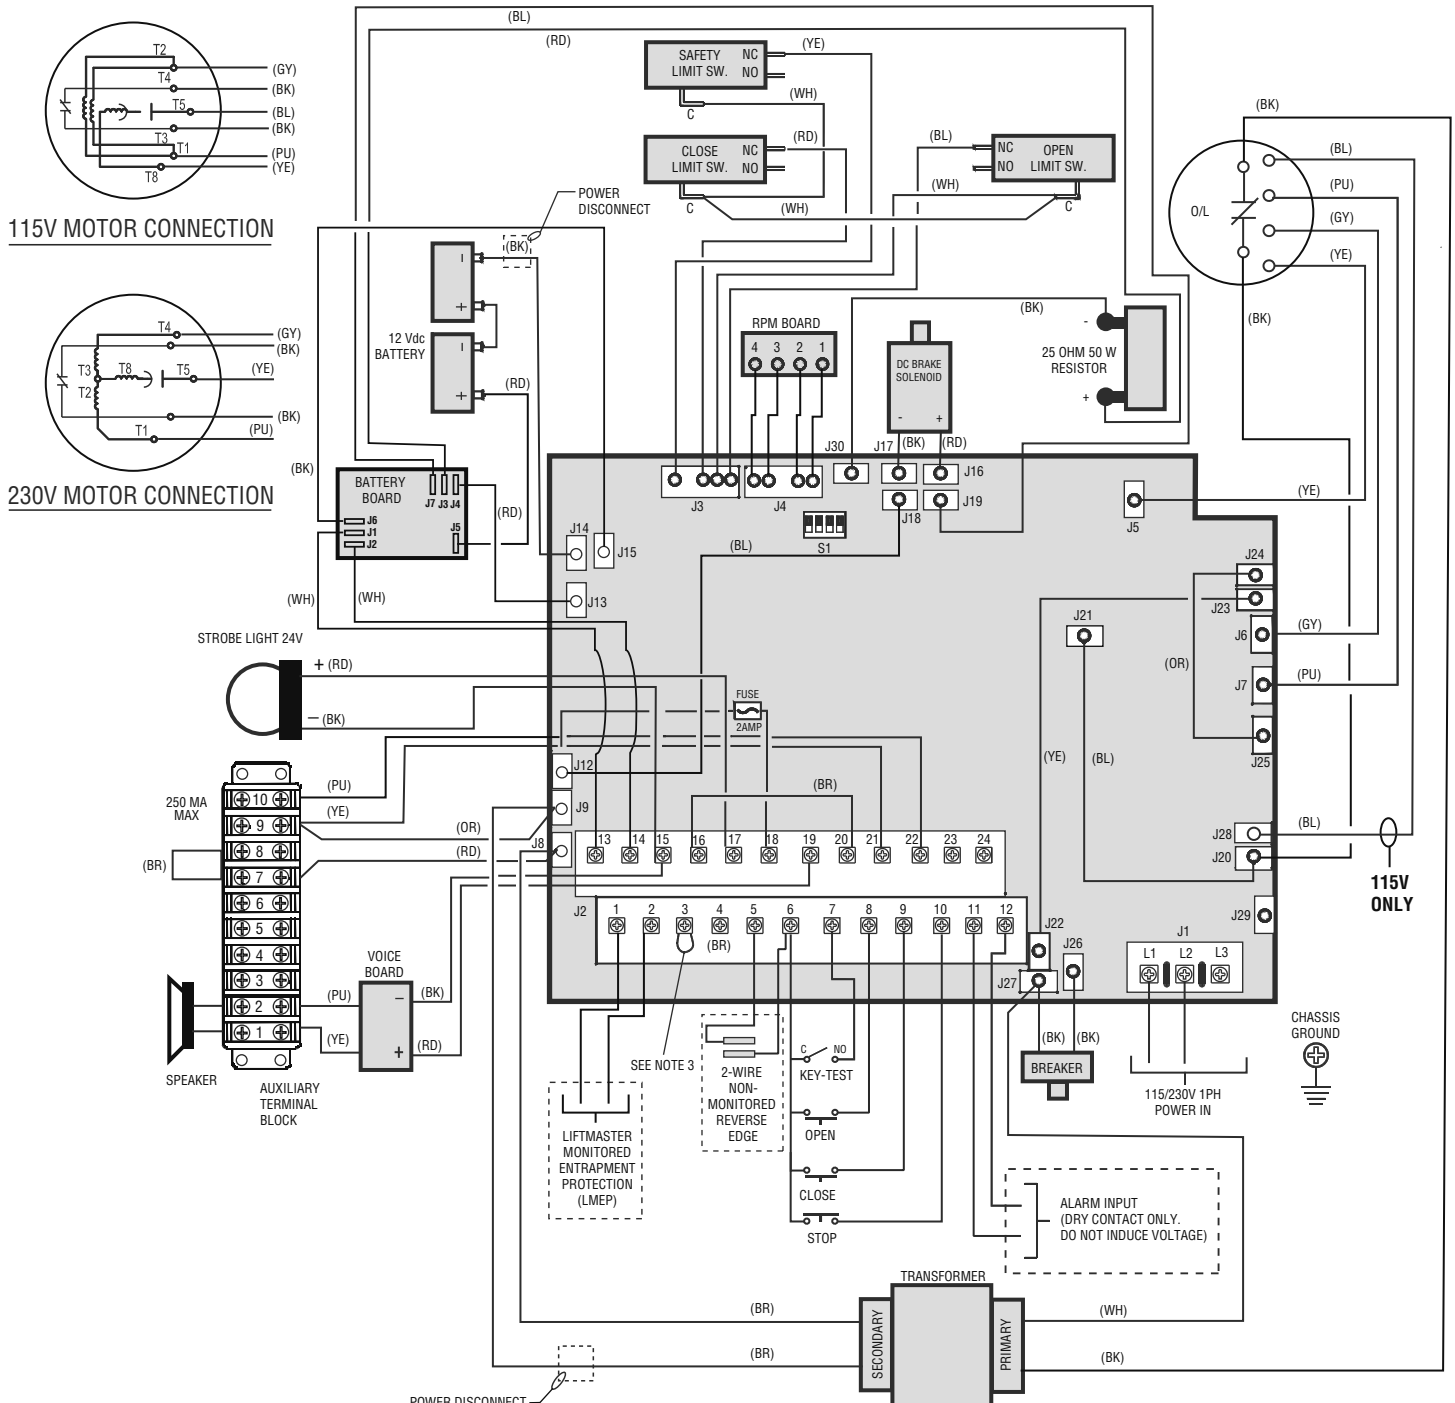 (BL)
(RD)
SAFETY
LIMIT SW.
NC
NO
(YE)
(WH)
C
CLOSE
LIMIT SW.
NC
NO
(RD)
C
(WH)
(BL)
(WH)
NC
NO
OPEN
LIMIT SW.
C
T2
T4
T5
T3
T1
T8
(GY)
(BK)
(BL)
(BK)
(PU)
(YE)
115V MOTOR CONNECTION
T4
T3
T8
T5
T2
T1
(GY)
(BK)
(YE)
(BK)
(PU)
230V MOTOR CONNECTION
POWER
DISCONNECT
(BK)
–
+
12 Vdc
BATTERY
–
+
(RD)
(BK)
(BL)
(PU)
(GY)
(YE)
O/L
(BK)
RPM BOARD
4 3 2 1
DC BRAKE
SOLENOID
- +
(BK)
-
25 OHM 50 W
RESISTOR
+
J30
J17
(BK)
(RD)
J16
J3
J4
J18
J19
S1
(BL)
J5
(YE)
(BK)
BATTERY
BOARD
J7 J3 J4
J6
J1
J2
J5
(RD)
J14
J15
J13
(WH)
(WH)
J24
J23
J6
(GY)
J21
(OR)
J7
(PU)
J25
(YE)
(BL)
STROBE LIGHT 24V
+ (RD)
– (BK)
FUSE
2AMP
J12
J9
J8
(BR)
250 MA
MAX
10
9
8
7
6
5
4
3
2
1
(PU)
(YE)
(OR)
(RD)
(BR)
13 14 15 16 17 18 19 20 21 22 23 24
J2
1 2 3 4 5 6 7 8 9 10 11 12
(BR)
J28
(BL)
J20
115V
ONLY
J29
J22
J26
J27
J1
L1 L2 L3
VOICE
BOARD
–
+
(PU)
(YE)
(BK)
(RD)
SPEAKER
AUXILIARY
TERMINAL
BLOCK
SEE NOTE 3
LIFTMASTER
MONITORED
ENTRAPMENT
PROTECTION
(LMEP)
2-WIRE
NON-
MONITORED
REVERSE
EDGE
C NO
KEY-TEST
OPEN
CLOSE
STOP
(BK)
(BK)
BREAKER
115/230V 1PH
POWER IN
CHASSIS
GROUND
ALARM INPUT
(DRY CONTACT ONLY.
DO NOT INDUCE VOLTAGE)
TRANSFORMER
SECONDARY
PRIMARY
(BR)
(WH)
(BR)
(BK)
POWER DISCONNECT